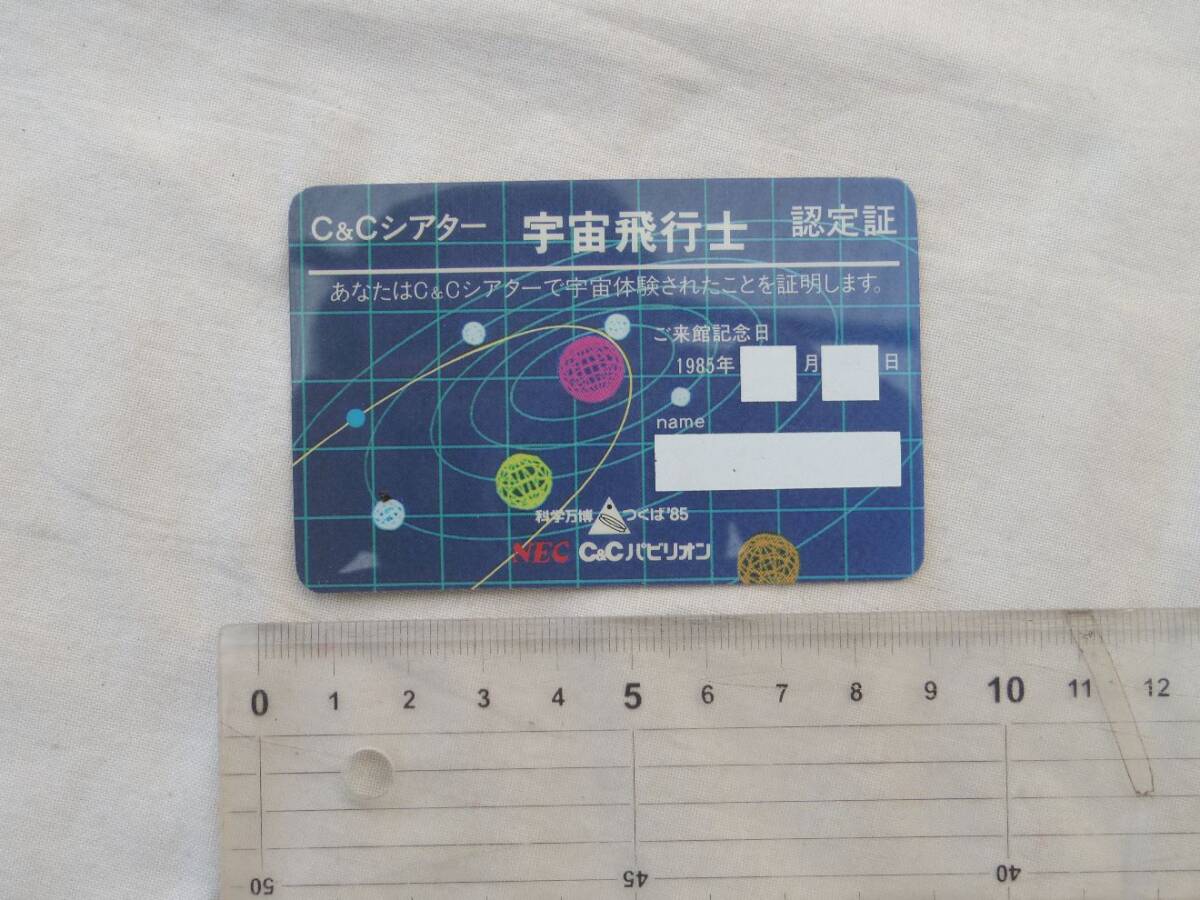 C&Cシアター 宇宙飛行士 認定証
あなたはC&Cシアターで宇宙体験されたことを証明します。
ご来館記念日
1985年 月 日
name
科学万博 つくば'85
NEC C&Cパビリオン
0 1 2 3 4 5 6 7 8 9 10 11 12
50 45 40